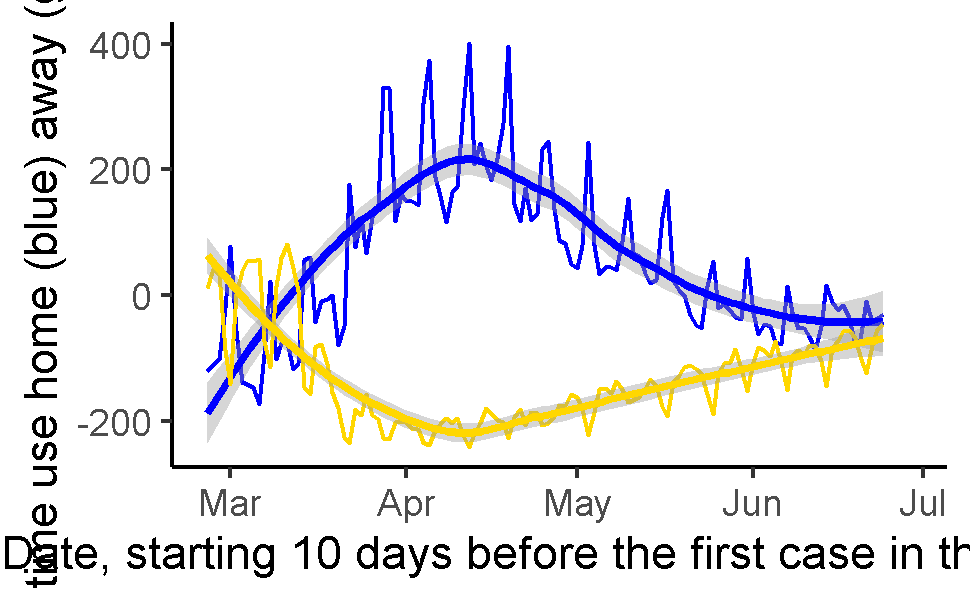 time use home (blue) away (
400
200
0
-200
Mar Apr May Jun Jul
Date, starting 10 days before the first case in th